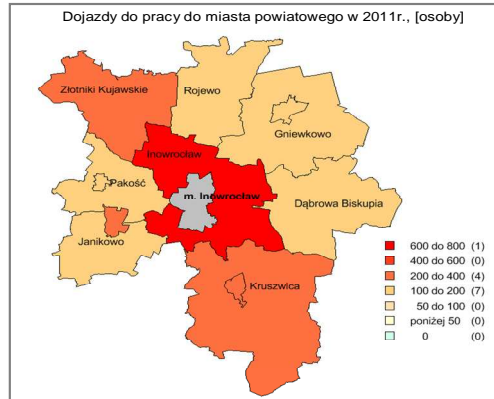 Dojazdy do pracy do miasta powiatowego w 2011r., [osoby]
Złotniki Kujawskie
Rojewo
Gniewkowo
Inowrocław
Pakość
m. Inowrocław
Dąbrowa Biskupia
Janikowo
Kruszwica
600 do 800 (1)
400 do 600 (0)
200 do 400 (4)
100 do 200 (7)
50 do 100 (0)
poniżej 50 (0)
0 (0)